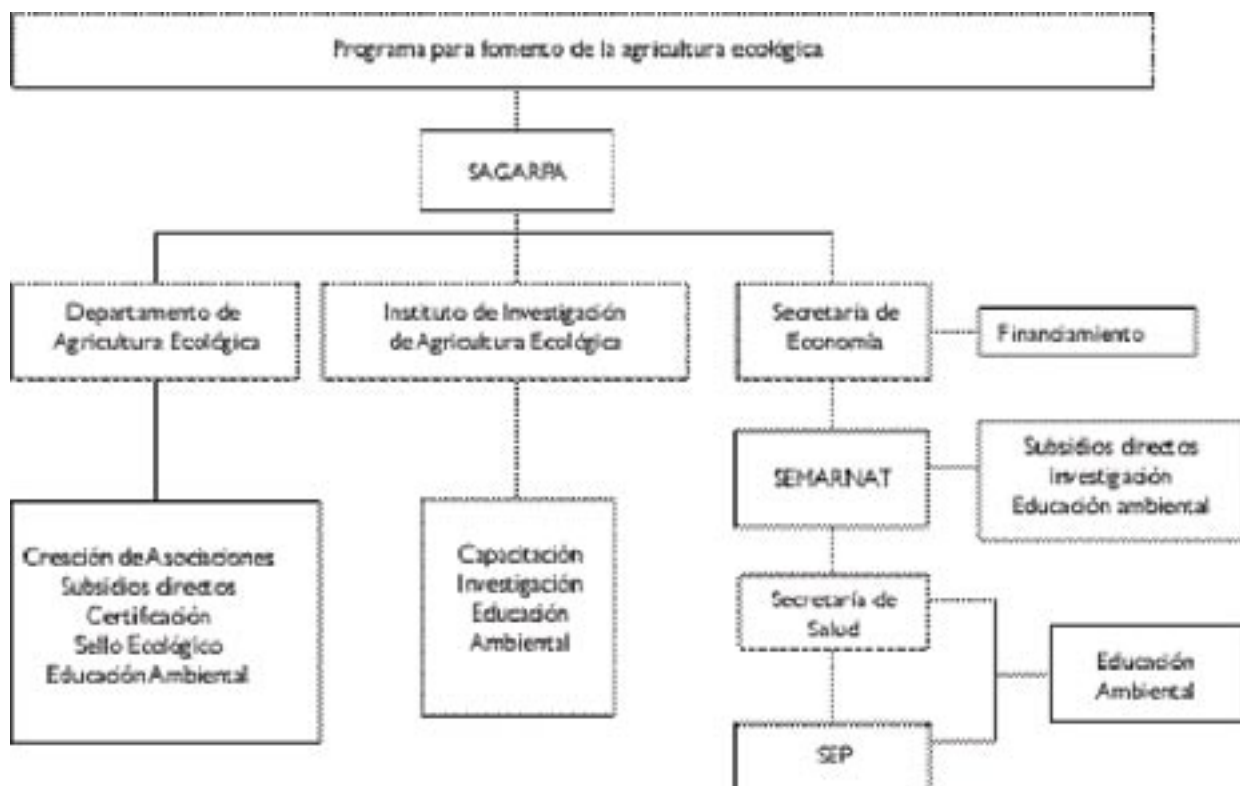 Programa para fomento de la agricultura ecológica
SAGARPA
Departamento de
Agricultura Ecológica
Instituto de Investigación
de Agricultura Ecológica
Secretaría de
Economía
Financiamiento
SEMARNAT
Subsidios directos
Investigación
Educación ambiental
Creación de Asociaciones
Subsidios directos
Certificación
Sello Ecológico
Educación Ambiental
Capacitación
Investigación
Educación
Ambiental
Secretaría de
Salud
Educación
Ambiental
SEP